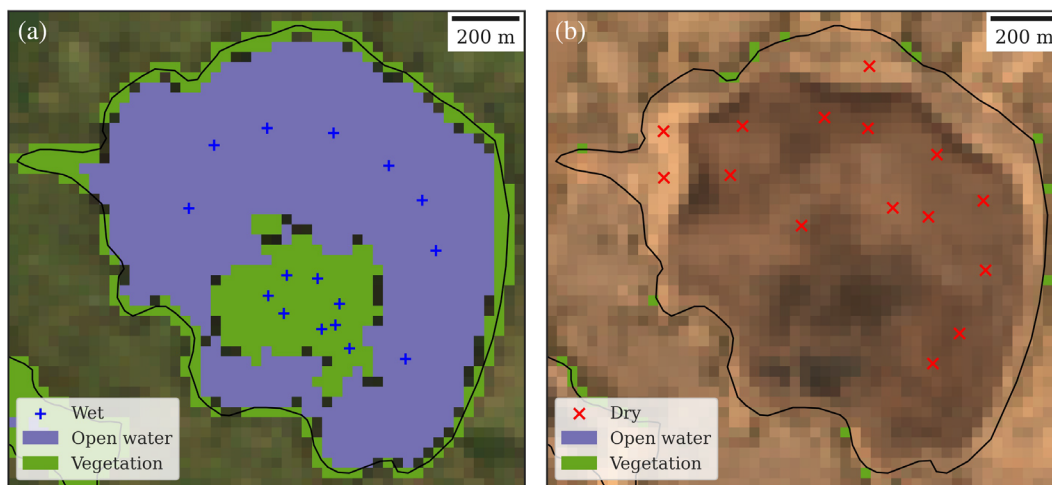 (a)
200 m
Wet
Open water
Vegetation
(b)
200 m
Dry
Open water
Vegetation